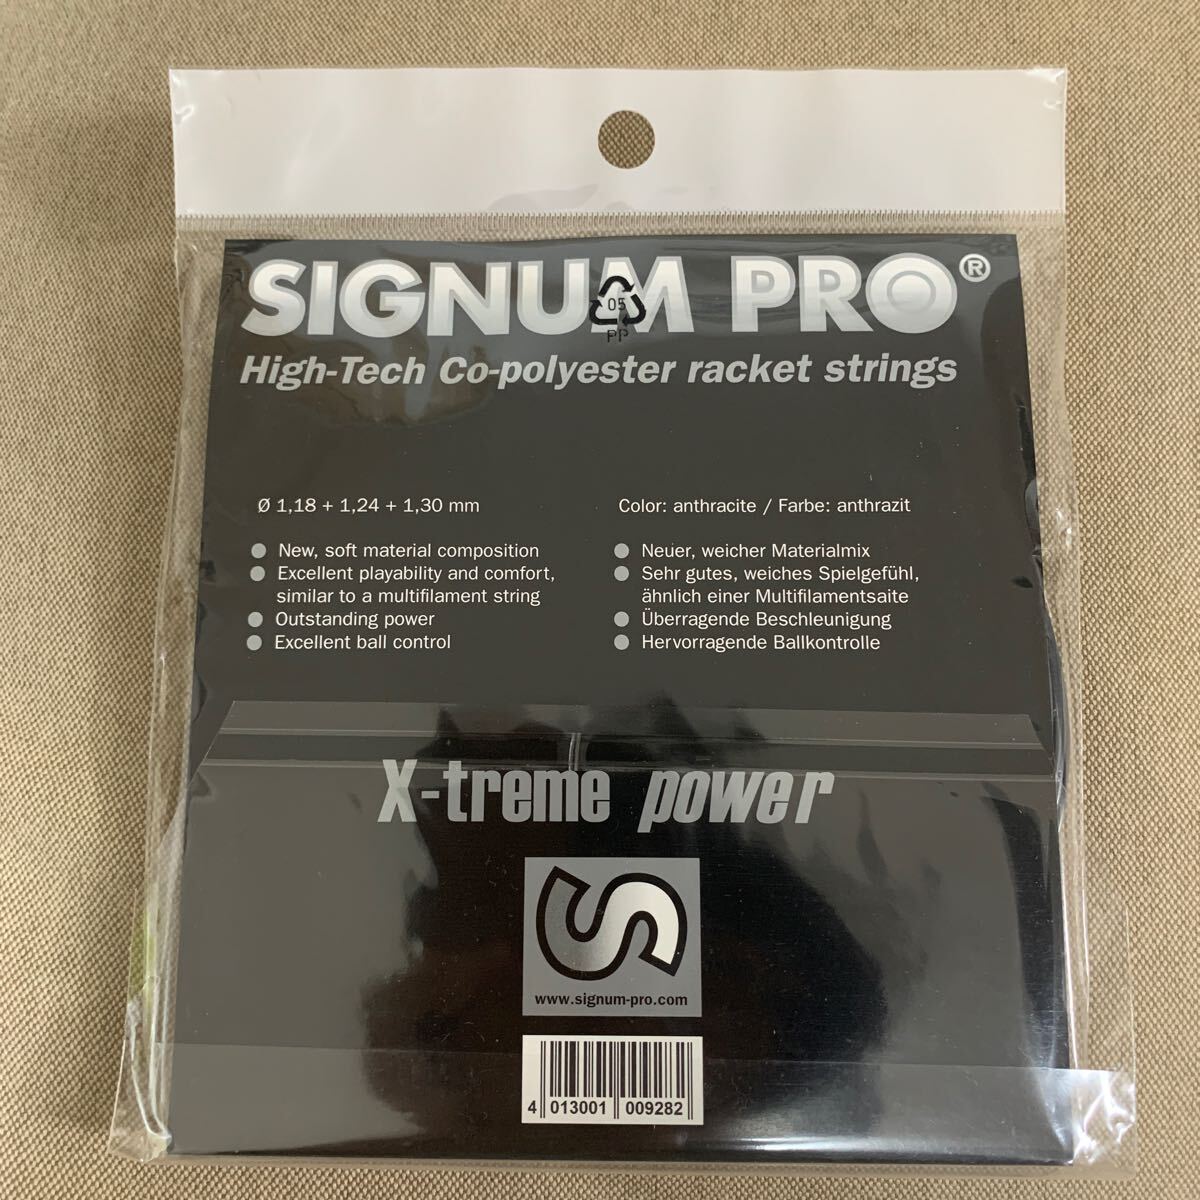 SIGNUM PRO®
05
PP
High-Tech Co-polyester racket strings
Ø 1,18 + 1,24 + 1,30 mm
New, soft material composition
Excellent playability and comfort,
similar to a multifilament string
Outstanding power
Excellent ball control
Color: anthracite / Farbe: anthrazit
Neuer, weicher Materialmix
Sehr gutes, weiches Spielgefühl,
ähnlich einer Multifilamentsaite
Überragende Beschleunigung
Hervorragende Ballkontrolle
X-treme power
S
www.signum-pro.com
4 013001 009282